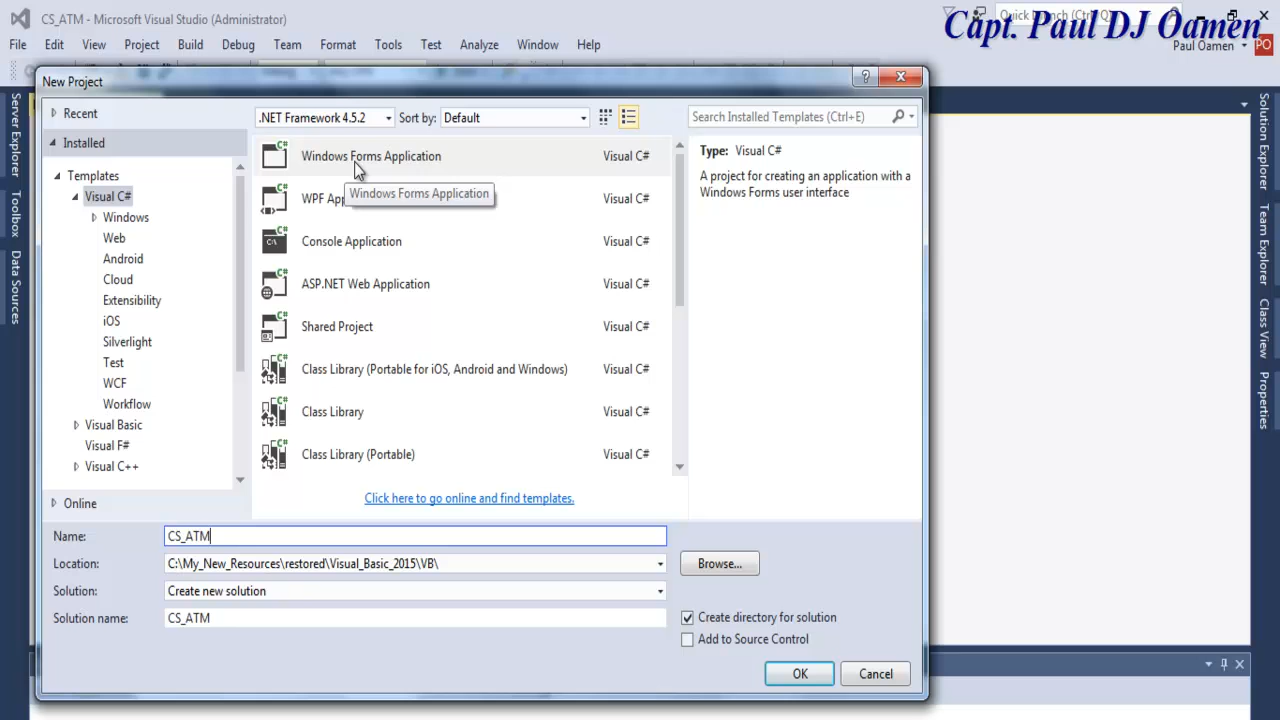 CS_ATM - Microsoft Visual Studio (Administrator)
Quick Launch (Ctrl+Q)
Capt. Paul DJ Oamen
File Edit View Project Build Debug Team Format Tools Test Analyze Window Help
Paul Oamen
PO
New Project
?
Recent
.NET Framework 4.5.2
Sort by:
Default
Search Installed Templates (Ctrl+E)
Installed
Templates
Visual C#
Windows
Web
Android
Cloud
Extensibility
iOS
Silverlight
Test
WCF
Workflow
Visual Basic
Visual F#
Visual C++
Online
Windows Forms Application Visual C#
Windows Forms Application
WPF App Visual C#
Console Application Visual C#
ASP.NET Web Application Visual C#
Shared Project Visual C#
Class Library (Portable for iOS, Android and Windows) Visual C#
Class Library Visual C#
Class Library (Portable) Visual C#
Click here to go online and find templates.
Type: Visual C#
A project for creating an application with a
Windows Forms user interface
Name: CS_ATM
Location: C:\My_New_Resources\restored\Visual_Basic_2015\VB\
Browse...
Solution: Create new solution
Solution name: CS_ATM
Create directory for solution
Add to Source Control
OK
Cancel
Server Explorer
Toolbox
Data Sources
Solution Explorer
Team Explorer
Class View
Properties